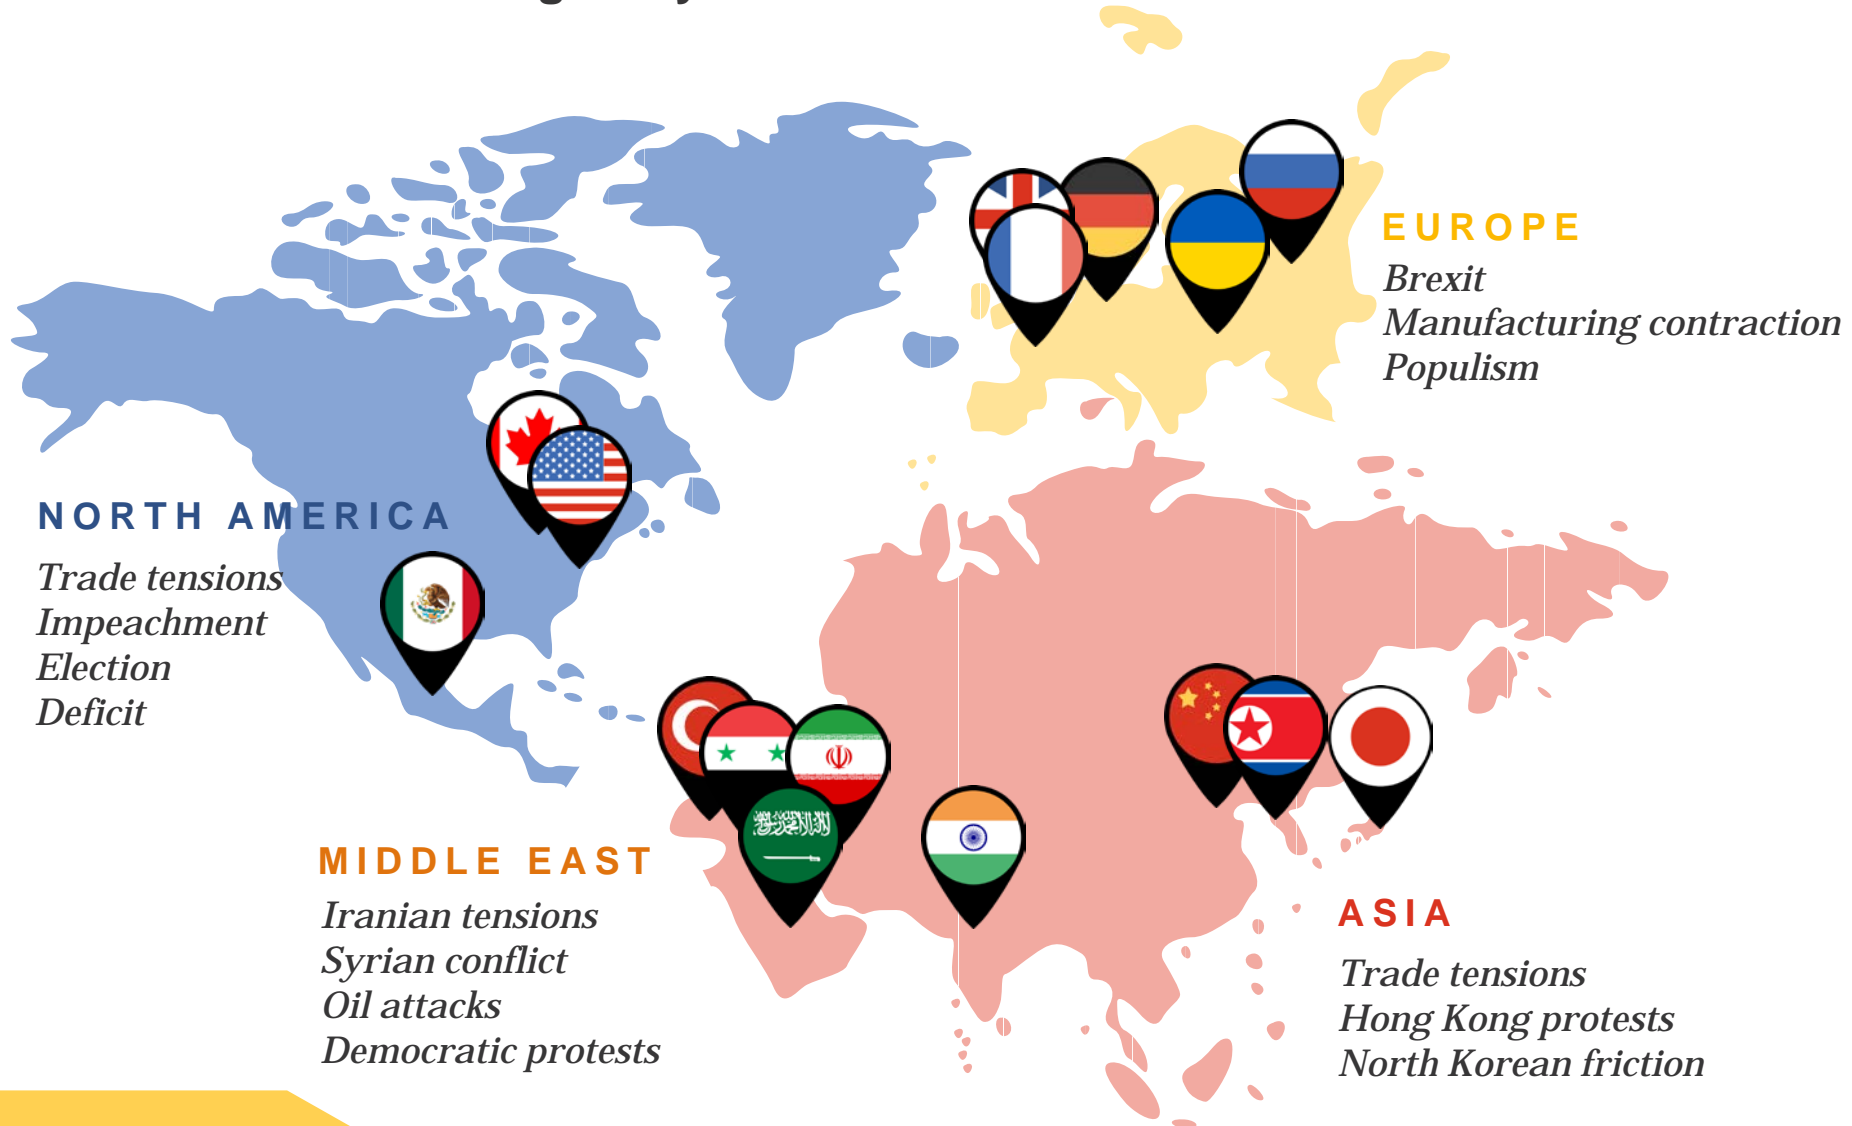 EUROPE
Brexit
Manufacturing contraction
Populism
NORTH AMERICA
Trade tensions
Impeachment
Election
Deficit
MIDDLE EAST
Iranian tensions
Syrian conflict
Oil attacks
Democratic protests
ASIA
Trade tensions
Hong Kong protests
North Korean friction